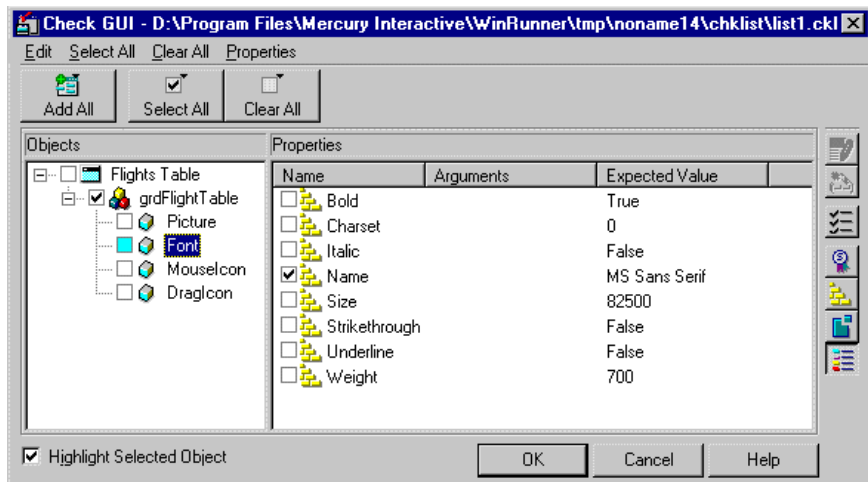 Check GUI - D:\Program Files\Mercury Interactive\WinRunner\tmp\noname14\chklist\list1.ckl
Edit Select All Clear All Properties
Add All Select All Clear All
Objects Properties
Flights Table
grdFlightTable
Picture
Font
MouseIcon
DragIcon
Name Arguments Expected Value
Bold True
Charset 0
Italic False
Name MS Sans Serif
Size 82500
Strikethrough False
Underline False
Weight 700
Highlight Selected Object
OK Cancel Help